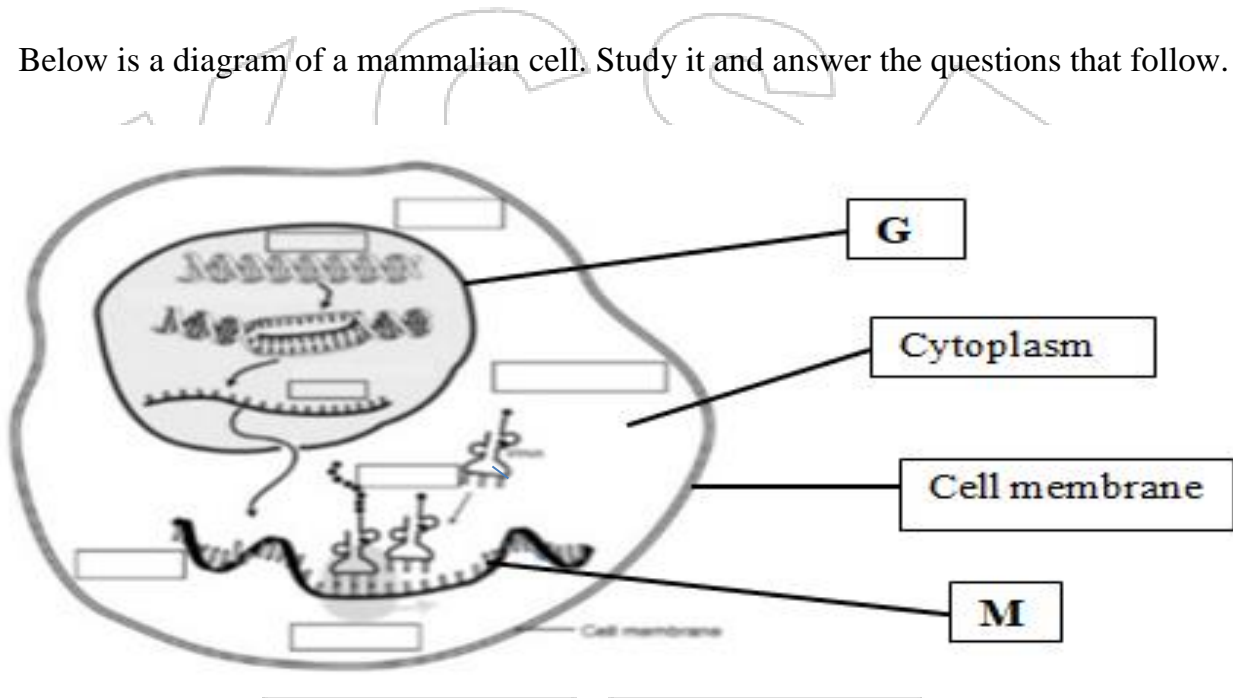 Below is a diagram of a mammalian cell. Study it and answer the questions that follow.
G
Cytoplasm
Cell membrane
M
Cell membrane